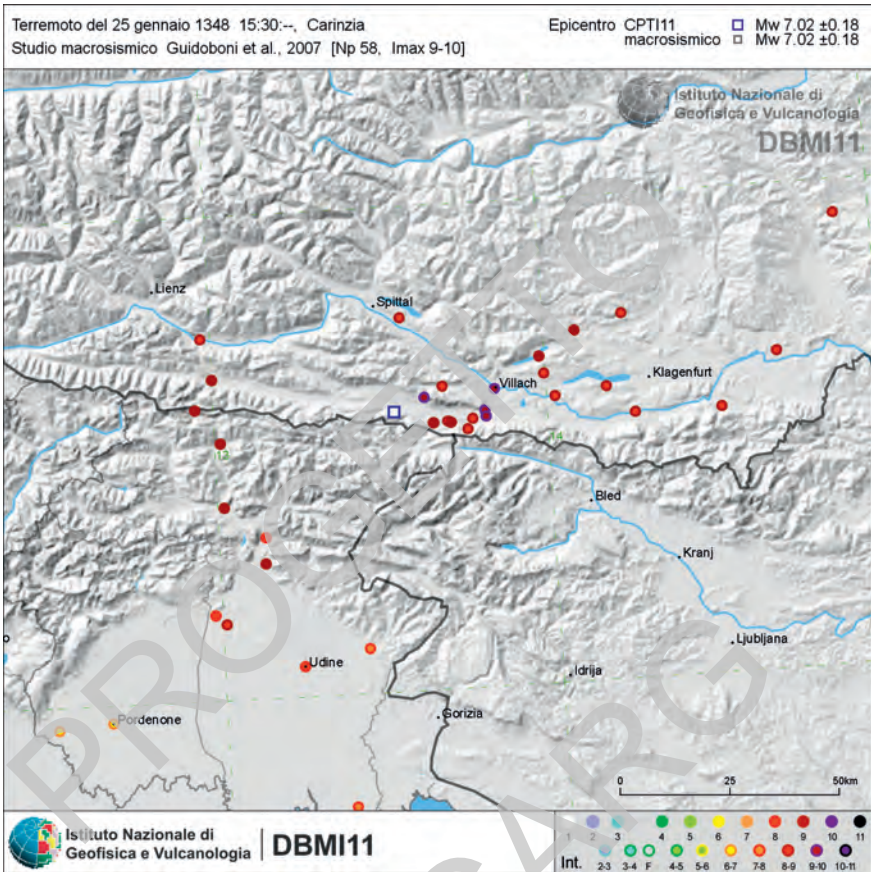 Terremoto del 25 gennaio 1348 15:30:--, Carinzia
Studio macrosismico Guidoboni et al., 2007 [Np 58, Imax 9-10]
Epicentro CPTI11 Mw 7.02 ±0.18
macrosismico Mw 7.02 ±0.18
Istituto Nazionale di
Geofisica e Vulcanologia
DBMI11
Lienz
Spittal
Villach
Klagenfurt
14
12
Bled
Kranj
Ljubljana
Udine
Idrija
Pordenone
Gorizia
0 25 50km
PROGETTO
CARG
Istituto Nazionale di
Geofisica e Vulcanologia
DBMI11
1 2 3 4 5 6 7 8 9 10 11
Int. 2-3 3-4 F 4-5 5-6 6-7 7-8 8-9 9-10 10-11